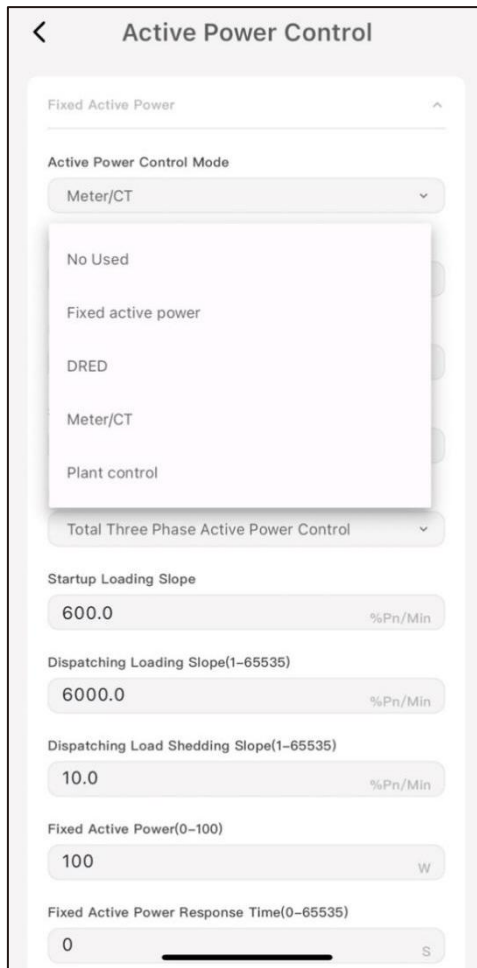 Active Power Control
Fixed Active Power
Active Power Control Mode
Meter/CT
No Used
Fixed active power
DRED
Meter/CT
Plant control
Total Three Phase Active Power Control
Startup Loading Slope
600.0 %Pn/Min
Dispatching Loading Slope(1-65535)
6000.0 %Pn/Min
Dispatching Load Shedding Slope(1-65535)
10.0 %Pn/Min
Fixed Active Power(0-100)
100 W
Fixed Active Power Response Time(0-65535)
0 S